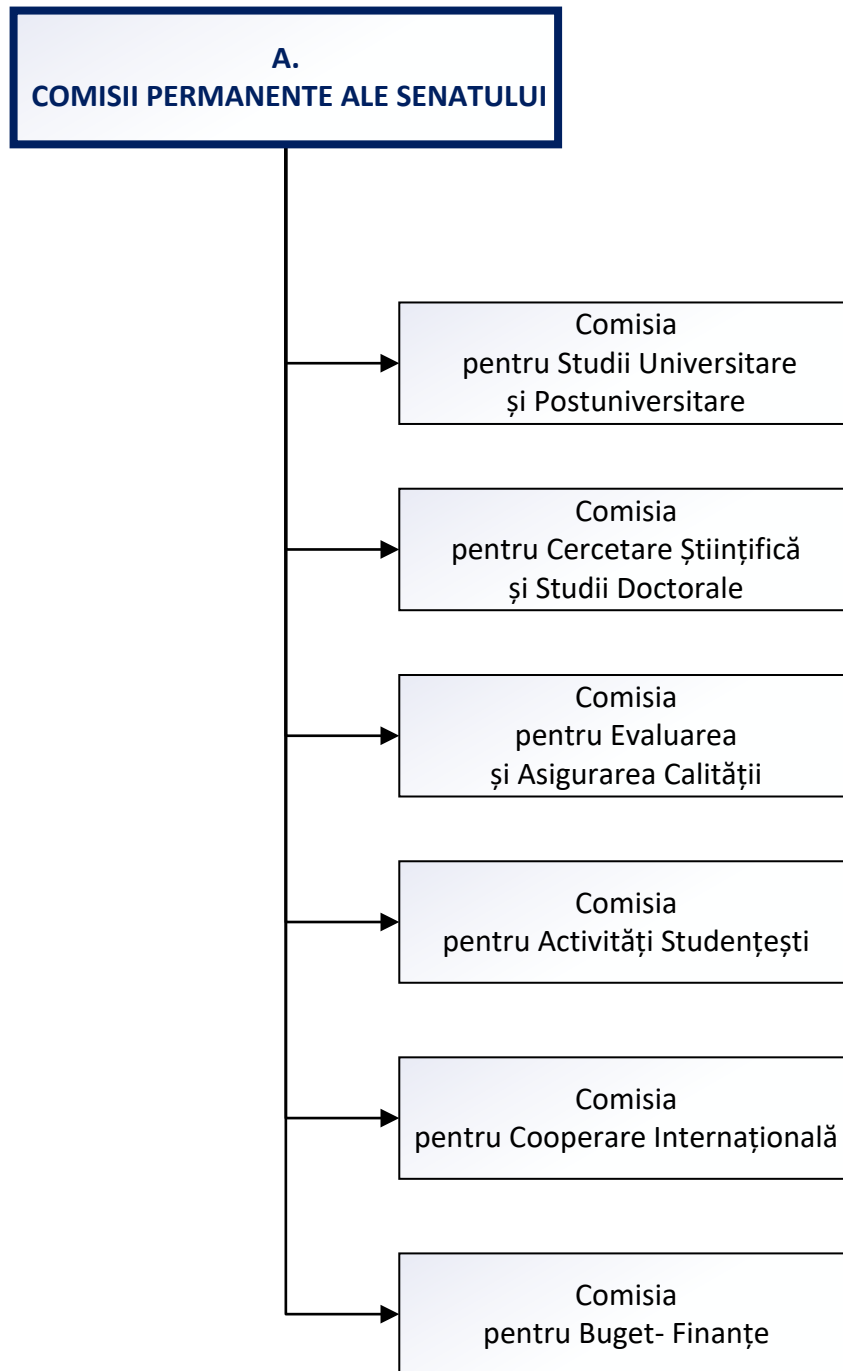 A.
COMISII PERMANENTE ALE SENATULUI
Comisia
pentru Studii Universitare
și Postuniversitare
Comisia
pentru Cercetare Științifică
și Studii Doctorale
Comisia
pentru Evaluarea
și Asigurarea Calității
Comisia
pentru Activități Studențești
Comisia
pentru Cooperare Internațională
Comisia
pentru Buget- Finanțe